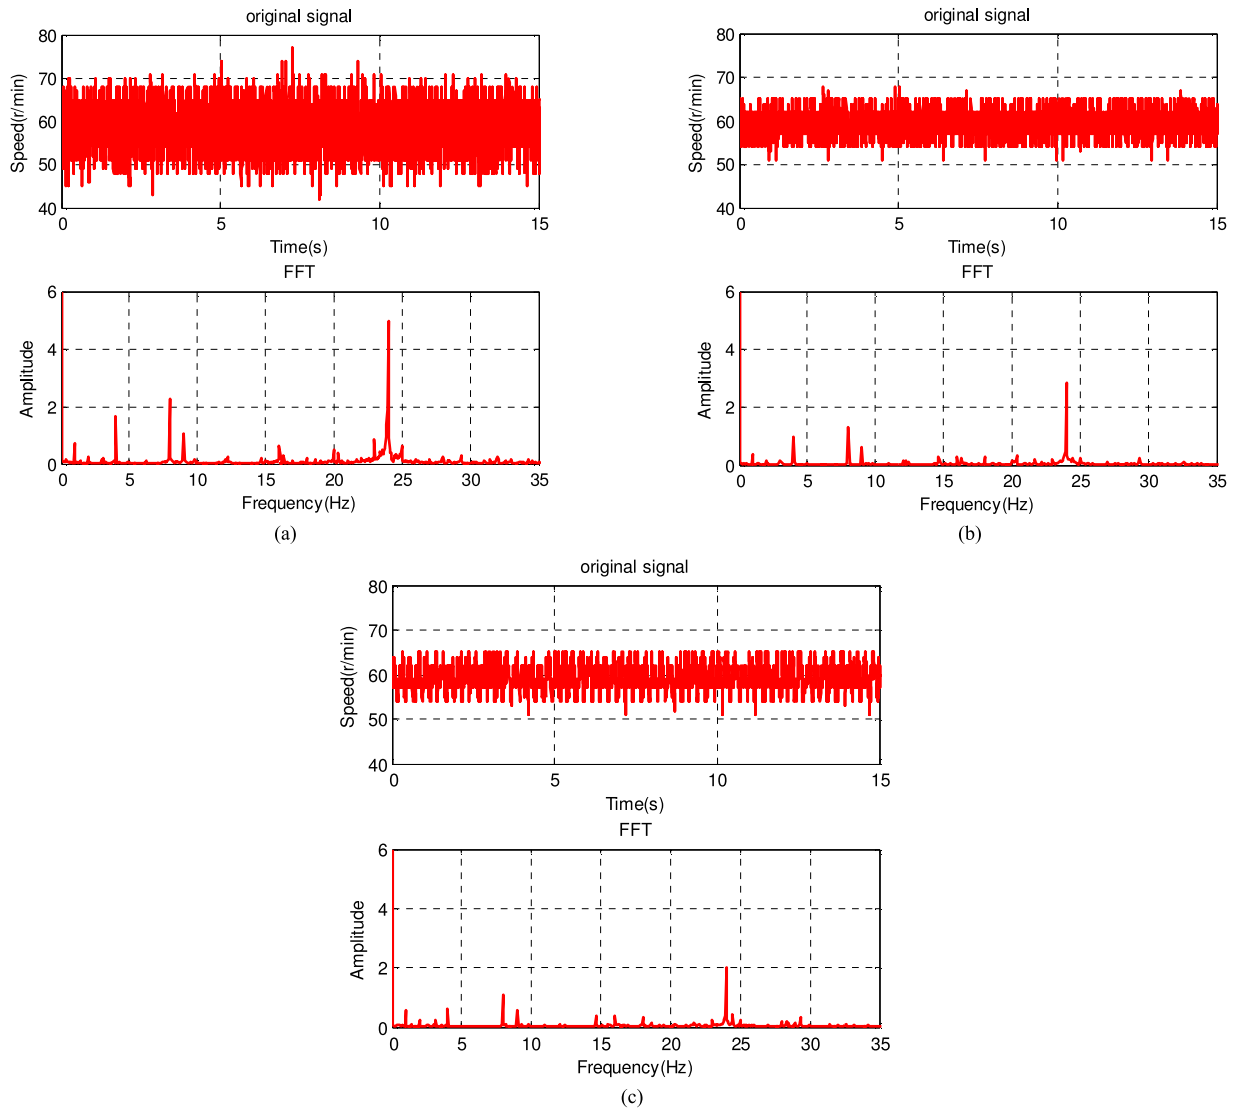 original signal
80
70
60
50
40
Speed(r/min)
0 5 10 15
Time(s)
FFT
6
4
2
0
Amplitude
0 5 10 15 20 25 30 35
Frequency(Hz)
(a)
original signal
80
70
60
50
40
Speed(r/min)
0 5 10 15
Time(s)
FFT
6
4
2
0
Amplitude
0 5 10 15 20 25 30 35
Frequency(Hz)
(b)
original signal
80
70
60
50
40
Speed(r/min)
0 5 10 15
Time(s)
FFT
6
4
2
0
Amplitude
0 5 10 15 20 25 30 35
Frequency(Hz)
(c)